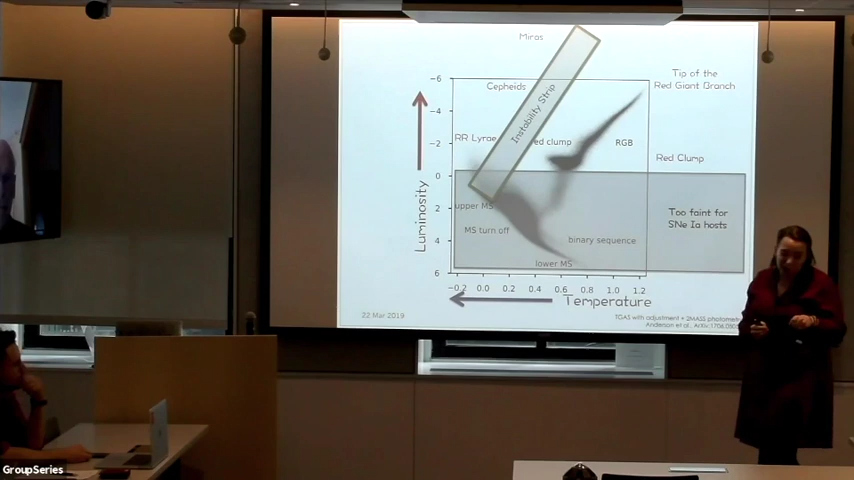 Miras
Tip of the
Red Giant Branch
Cepheids
Instability Strip
RR Lyrae
ed clump
RGB
Red Clump
upper MS
MS turn off
binary sequence
lower MS
Too faint for
SNe Ia hosts
Luminosity
−6
−4
−2
0
2
4
6
−0.2 0.0 0.2 0.4 0.6 0.8 1.0 1.2
Temperature
22 Mar 2019
TGAS with adjustment + 2MASS photometry
Anderson et al., ArXiv:1706.05
GroupSeries